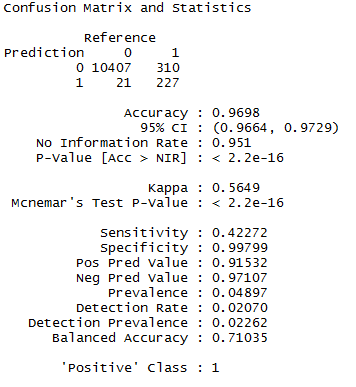 Confusion Matrix and Statistics
Reference
Prediction 0 1
0 10407 310
1 21 227
Accuracy : 0.9698
95% CI : (0.9664, 0.9729)
No Information Rate : 0.951
P-Value [Acc > NIR] : < 2.2e-16
Kappa : 0.5649
Mcnemar's Test P-Value : < 2.2e-16
Sensitivity : 0.42272
Specificity : 0.99799
Pos Pred Value : 0.91532
Neg Pred Value : 0.97107
Prevalence : 0.04897
Detection Rate : 0.02070
Detection Prevalence : 0.02262
Balanced Accuracy : 0.71035
'Positive' Class : 1